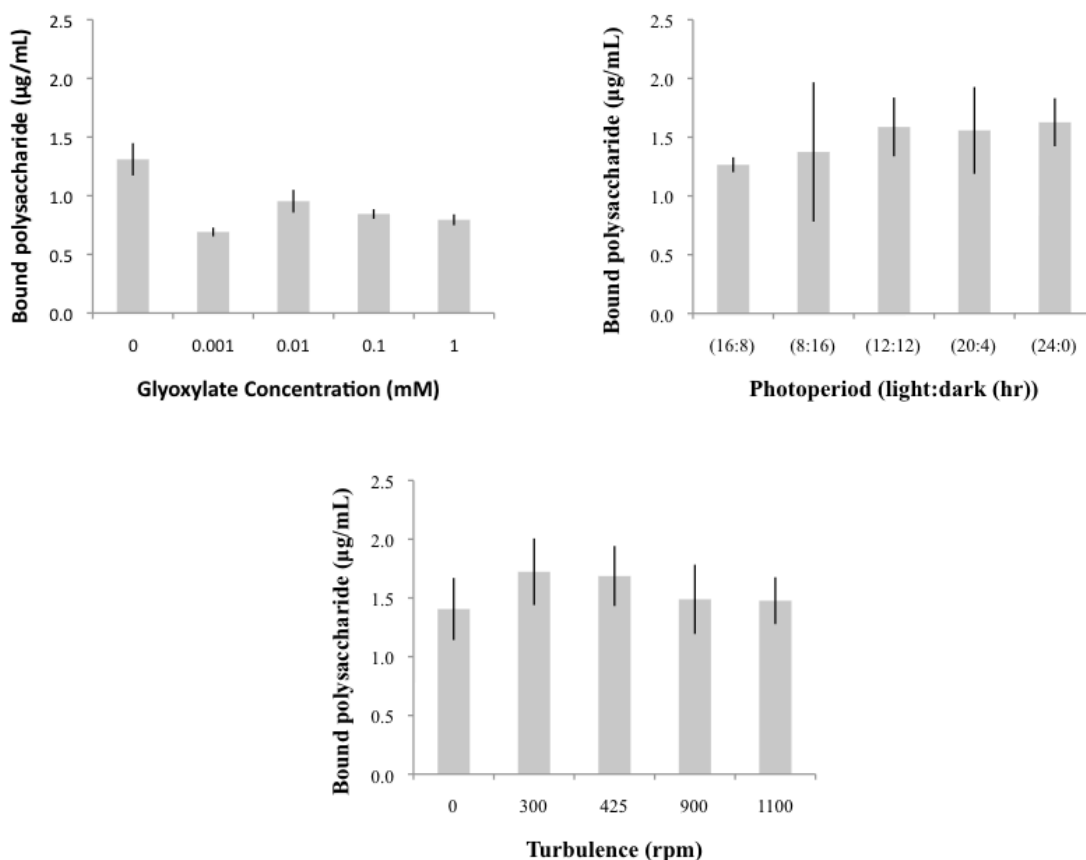 Bound polysaccharide (µg/mL)
2.5
2.0
1.5
1.0
0.5
0.0
0 0.001 0.01 0.1 1
Glyoxylate Concentration (mM)
Bound polysaccharide (µg/mL)
2.5
2.0
1.5
1.0
0.5
0.0
(16:8) (8:16) (12:12) (20:4) (24:0)
Photoperiod (light:dark (hr))
Bound polysaccharide (µg/mL)
2.5
2.0
1.5
1.0
0.5
0.0
0 300 425 900 1100
Turbulence (rpm)